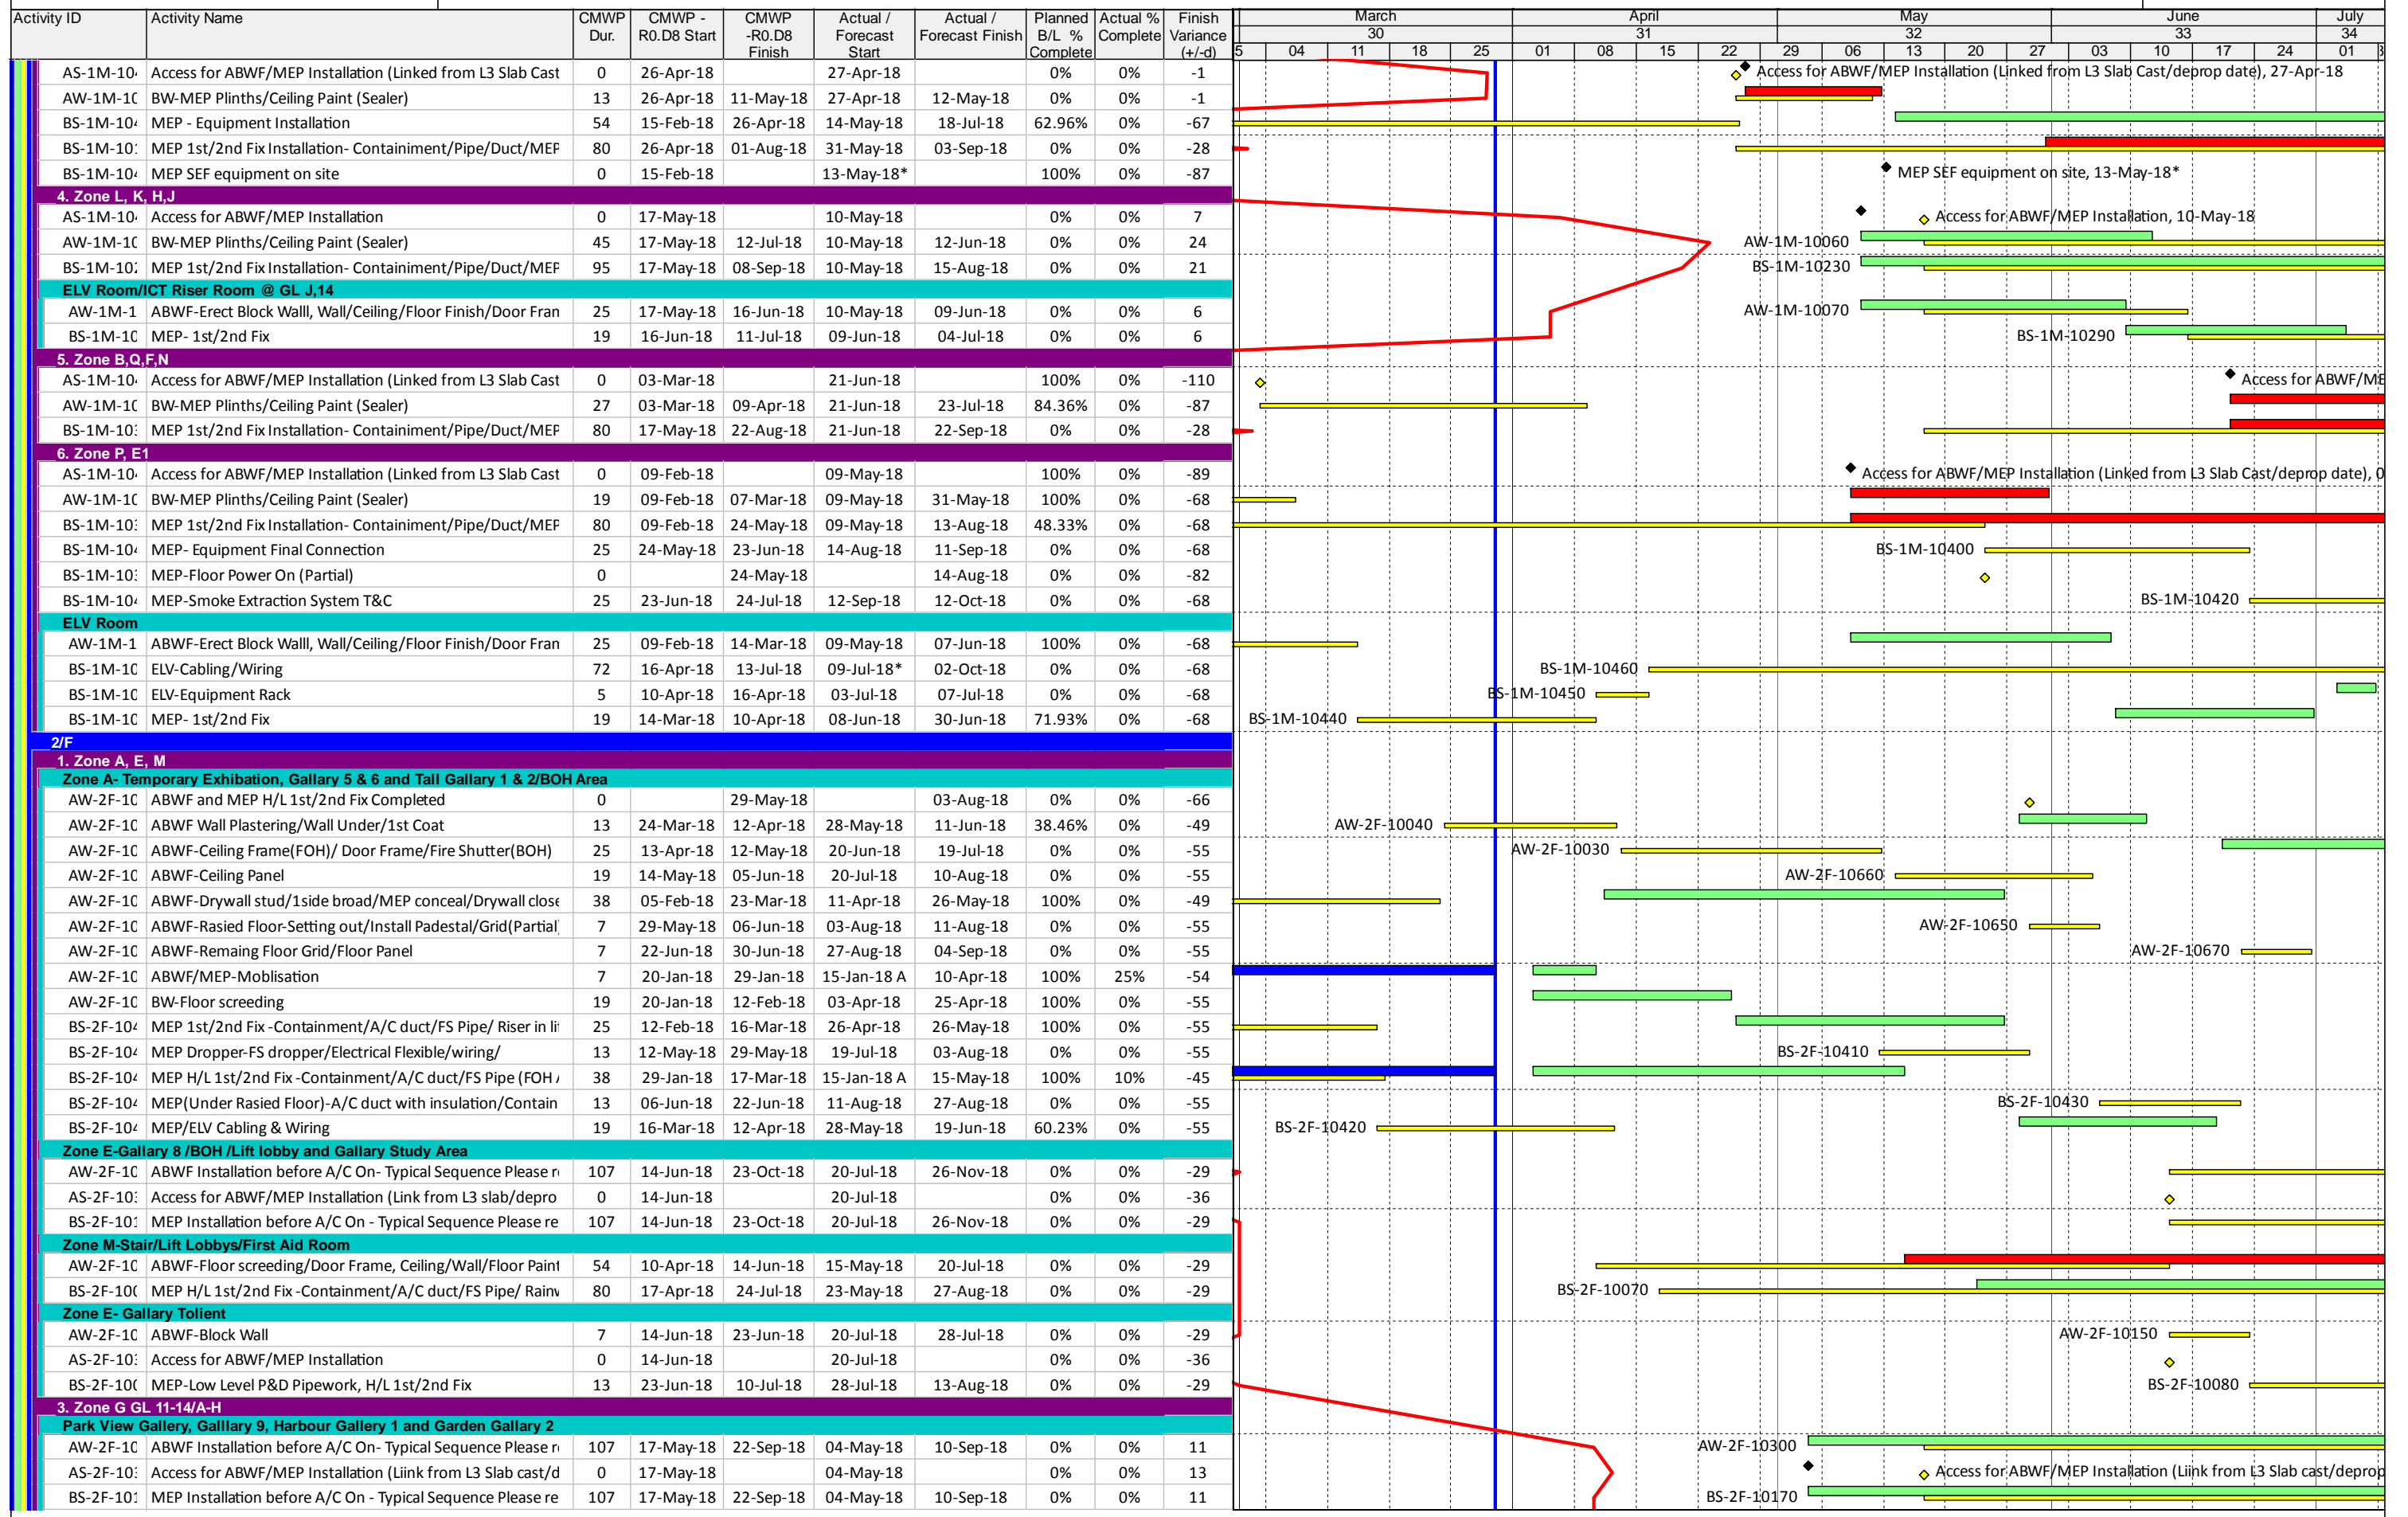 Activity ID Activity Name CMWP Dur. CMWP - R0.D8 Start CMWP -R0.D8 Finish Actual / Forecast Start Actual / Forecast Finish Planned B/L % Complete Actual % Complete Finish Variance (+/-d)
March April May June July
30 31 32 33 34
5 04 11 18 25 01 08 15 22 29 06 13 20 27 03 10 17 24 01
AS-1M-104 Access for ABWF/MEP Installation (Linked from L3 Slab Cast 0 26-Apr-18 27-Apr-18 0% 0% -1 Access for ABWF/MEP Installation (Linked from L3 Slab Cast/deprop date), 27-Apr-18
AW-1M-10 BW-MEP Plinths/Ceiling Paint (Sealer) 13 26-Apr-18 11-May-18 27-Apr-18 12-May-18 0% 0% -1
BS-1M-104 MEP - Equipment Installation 54 15-Feb-18 26-Apr-18 14-May-18 18-Jul-18 62.96% 0% -67
BS-1M-101 MEP 1st/2nd Fix Installation- Containiment/Pipe/Duct/MEP 80 26-Apr-18 01-Aug-18 31-May-18 03-Sep-18 0% 0% -28
BS-1M-104 MEP SEF equipment on site 0 15-Feb-18 13-May-18* 100% 0% -87 MEP SEF equipment on site, 13-May-18*
4. Zone L, K, H,J
AS-1M-104 Access for ABWF/MEP Installation 0 17-May-18 10-May-18 0% 0% 7 Access for ABWF/MEP Installation, 10-May-18
AW-1M-10 BW-MEP Plinths/Ceiling Paint (Sealer) 45 17-May-18 12-Jul-18 10-May-18 12-Jun-18 0% 0% 24 AW-1M-10060
BS-1M-102 MEP 1st/2nd Fix Installation- Containiment/Pipe/Duct/MEP 95 17-May-18 08-Sep-18 10-May-18 15-Aug-18 0% 0% 21 BS-1M-10230
ELV Room/ICT Riser Room @ GL J,14
AW-1M-1 ABWF-Erect Block Walll, Wall/Ceiling/Floor Finish/Door Fran 25 17-May-18 16-Jun-18 10-May-18 09-Jun-18 0% 0% 6 AW-1M-10070
BS-1M-10 MEP- 1st/2nd Fix 19 16-Jun-18 11-Jul-18 09-Jun-18 04-Jul-18 0% 0% 6 BS-1M-10290
5. Zone B,Q,F,N
AS-1M-104 Access for ABWF/MEP Installation (Linked from L3 Slab Cast 0 03-Mar-18 21-Jun-18 100% 0% -110 Access for ABWF/ME
AW-1M-10 BW-MEP Plinths/Ceiling Paint (Sealer) 27 03-Mar-18 09-Apr-18 21-Jun-18 23-Jul-18 84.36% 0% -87
BS-1M-103 MEP 1st/2nd Fix Installation- Containiment/Pipe/Duct/MEP 80 17-May-18 22-Aug-18 21-Jun-18 22-Sep-18 0% 0% -28
6. Zone P, E1
AS-1M-104 Access for ABWF/MEP Installation (Linked from L3 Slab Cast 0 09-Feb-18 09-May-18 100% 0% -89 Access for ABWF/MEP Installation (Linked from L3 Slab Cast/deprop date), 0
AW-1M-10 BW-MEP Plinths/Ceiling Paint (Sealer) 19 09-Feb-18 07-Mar-18 09-May-18 31-May-18 100% 0% -68
BS-1M-103 MEP 1st/2nd Fix Installation- Containiment/Pipe/Duct/MEP 80 09-Feb-18 24-May-18 09-May-18 13-Aug-18 48.33% 0% -68
BS-1M-104 MEP- Equipment Final Connection 25 24-May-18 23-Jun-18 14-Aug-18 11-Sep-18 0% 0% -68 BS-1M-10400
BS-1M-103 MEP-Floor Power On (Partial) 0 24-May-18 14-Aug-18 0% 0% -82
BS-1M-104 MEP-Smoke Extraction System T&C 25 23-Jun-18 24-Jul-18 12-Sep-18 12-Oct-18 0% 0% -68 BS-1M-10420
ELV Room
AW-1M-1 ABWF-Erect Block Walll, Wall/Ceiling/Floor Finish/Door Fran 25 09-Feb-18 14-Mar-18 09-May-18 07-Jun-18 100% 0% -68
BS-1M-10 ELV-Cabling/Wiring 72 16-Apr-18 13-Jul-18 09-Jul-18* 02-Oct-18 0% 0% -68 BS-1M-10460
BS-1M-10 ELV-Equipment Rack 5 10-Apr-18 16-Apr-18 03-Jul-18 07-Jul-18 0% 0% -68 BS-1M-10450
BS-1M-10 MEP- 1st/2nd Fix 19 14-Mar-18 10-Apr-18 08-Jun-18 30-Jun-18 71.93% 0% -68 BS-1M-10440
2/F
1. Zone A, E, M
Zone A- Temporary Exhibation, Gallary 5 & 6 and Tall Gallary 1 & 2/BOH Area
AW-2F-10 ABWF and MEP H/L 1st/2nd Fix Completed 0 29-May-18 03-Aug-18 0% 0% -66
AW-2F-10 ABWF Wall Plastering/Wall Under/1st Coat 13 24-Mar-18 12-Apr-18 28-May-18 11-Jun-18 38.46% 0% -49 AW-2F-10040
AW-2F-10 ABWF-Ceiling Frame(FOH)/ Door Frame/Fire Shutter(BOH) 25 13-Apr-18 12-May-18 20-Jun-18 19-Jul-18 0% 0% -55 AW-2F-10030
AW-2F-10 ABWF-Ceiling Panel 19 14-May-18 05-Jun-18 20-Jul-18 10-Aug-18 0% 0% -55 AW-2F-10660
AW-2F-10 ABWF-Drywall stud/1side broad/MEP conceal/Drywall close 38 05-Feb-18 23-Mar-18 11-Apr-18 26-May-18 100% 0% -49
AW-2F-10 ABWF-Rasied Floor-Setting out/Install Padestal/Grid(Partial) 7 29-May-18 06-Jun-18 03-Aug-18 11-Aug-18 0% 0% -55 AW-2F-10650
AW-2F-10 ABWF-Remaing Floor Grid/Floor Panel 7 22-Jun-18 30-Jun-18 27-Aug-18 04-Sep-18 0% 0% -55 AW-2F-10670
AW-2F-10 ABWF/MEP-Moblisation 7 20-Jan-18 29-Jan-18 15-Jan-18 A 10-Apr-18 100% 25% -54
AW-2F-10 BW-Floor screeding 19 20-Jan-18 12-Feb-18 03-Apr-18 25-Apr-18 100% 0% -55
BS-2F-104 MEP 1st/2nd Fix -Containment/A/C duct/FS Pipe/ Riser in li 25 12-Feb-18 16-Mar-18 26-Apr-18 26-May-18 100% 0% -55
BS-2F-104 MEP Dropper-FS dropper/Electrical Flexible/wiring/ 13 12-May-18 29-May-18 19-Jul-18 03-Aug-18 0% 0% -55 BS-2F-10410
BS-2F-104 MEP H/L 1st/2nd Fix -Containment/A/C duct/FS Pipe (FOH / 38 29-Jan-18 17-Mar-18 15-Jan-18 A 15-May-18 100% 10% -45
BS-2F-104 MEP(Under Rasied Floor)-A/C duct with insulation/Contain 13 06-Jun-18 22-Jun-18 11-Aug-18 27-Aug-18 0% 0% -55 BS-2F-10430
BS-2F-104 MEP/ELV Cabling & Wiring 19 16-Mar-18 12-Apr-18 28-May-18 19-Jun-18 60.23% 0% -55 BS-2F-10420
Zone E-Gallary 8 /BOH /Lift lobby and Gallary Study Area
AW-2F-10 ABWF Installation before A/C On- Typical Sequence Please r 107 14-Jun-18 23-Oct-18 20-Jul-18 26-Nov-18 0% 0% -29
AS-2F-103 Access for ABWF/MEP Installation (Link from L3 slab/depro 0 14-Jun-18 20-Jul-18 0% 0% -36
BS-2F-101 MEP Installation before A/C On - Typical Sequence Please re 107 14-Jun-18 23-Oct-18 20-Jul-18 26-Nov-18 0% 0% -29
Zone M-Stair/Lift Lobbys/First Aid Room
AW-2F-10 ABWF-Floor screeding/Door Frame, Ceiling/Wall/Floor Paint 54 10-Apr-18 14-Jun-18 15-May-18 20-Jul-18 0% 0% -29
BS-2F-100 MEP H/L 1st/2nd Fix -Containment/A/C duct/FS Pipe/ Rainw 80 17-Apr-18 24-Jul-18 23-May-18 27-Aug-18 0% 0% -29 BS-2F-10070
Zone E- Gallary Tolient
AW-2F-10 ABWF-Block Wall 7 14-Jun-18 23-Jun-18 20-Jul-18 28-Jul-18 0% 0% -29 AW-2F-10150
AS-2F-103 Access for ABWF/MEP Installation 0 14-Jun-18 20-Jul-18 0% 0% -36
BS-2F-100 MEP-Low Level P&D Pipework, H/L 1st/2nd Fix 13 23-Jun-18 10-Jul-18 28-Jul-18 13-Aug-18 0% 0% -29 BS-2F-10080
3. Zone G GL 11-14/A-H
Park View Gallery, Galllary 9, Harbour Gallery 1 and Garden Gallary 2
AW-2F-10 ABWF Installation before A/C On- Typical Sequence Please r 107 17-May-18 22-Sep-18 04-May-18 10-Sep-18 0% 0% 11 AW-2F-10300
AS-2F-103 Access for ABWF/MEP Installation (Liink from L3 Slab cast/d 0 17-May-18 04-May-18 0% 0% 13 Access for ABWF/MEP Installation (Liink from L3 Slab cast/deprop
BS-2F-101 MEP Installation before A/C On - Typical Sequence Please re 107 17-May-18 22-Sep-18 04-May-18 10-Sep-18 0% 0% 11 BS-2F-10170